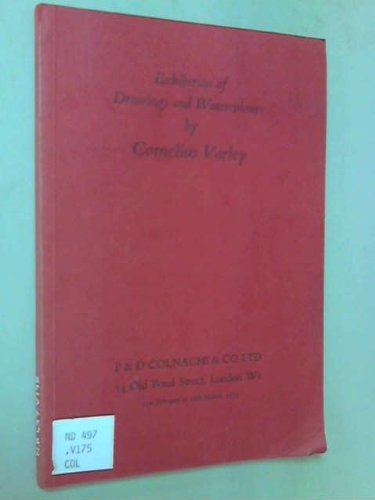 Exhibition of
Drawings and Watercolours
by
Cornelius Varley
P & D COLNAGHI & CO LTD
14 Old Bond Street, London W1
ND 497
.V175
COL